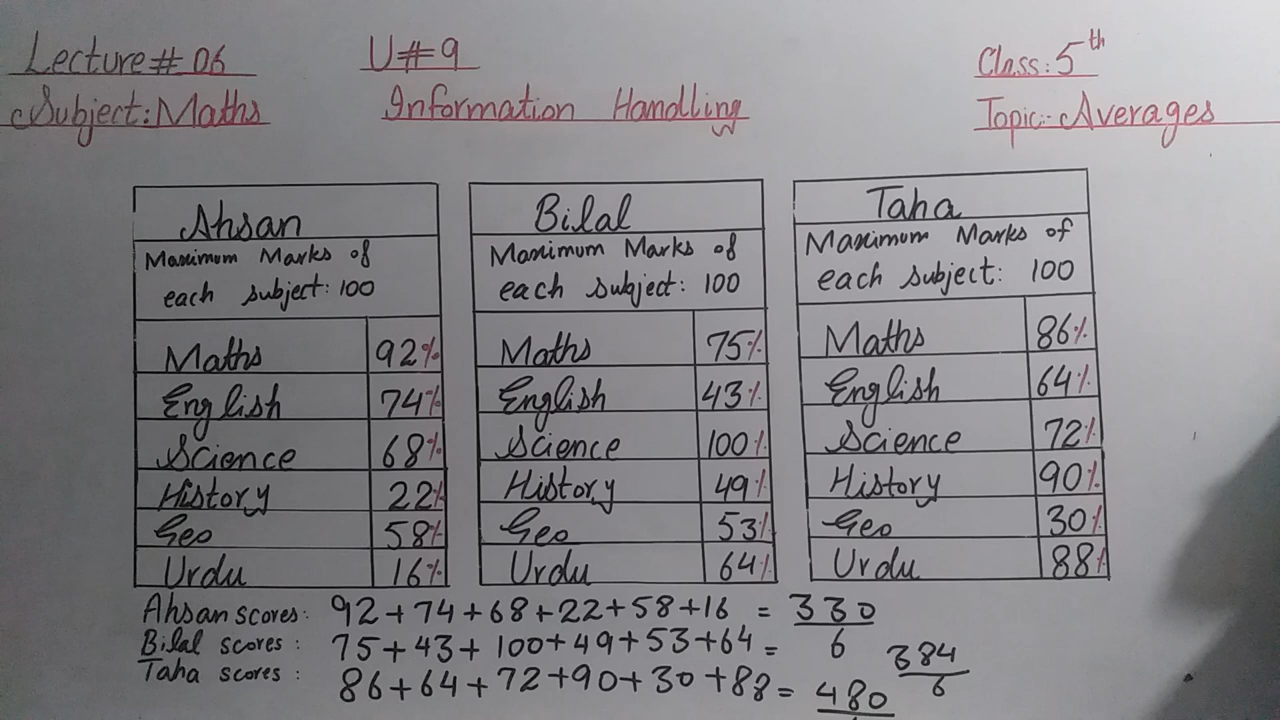 Lecture# 06 U#9 Class: 5th
Subject: Maths Information Handling Topic:- Averages
Ahsan Bilal Taha
Maximum Marks of Maximum Marks of Maximum Marks of
each subject: 100 each subject: 100 each subject: 100
Maths 92% Maths 75% Maths 86%
English 74% English 43% English 64%
Science 68% Science 100% Science 72%
History 22% History 49% History 90%
Geo 58% Geo 53% Geo 30%
Urdu 16% Urdu 64% Urdu 88%
Ahsan scores: 92+74+68+22+58+16 = 330/6
Bilal scores: 75+43+100+49+53+64= 384/6
Taha scores: 86+64+72+90+30+88= 480